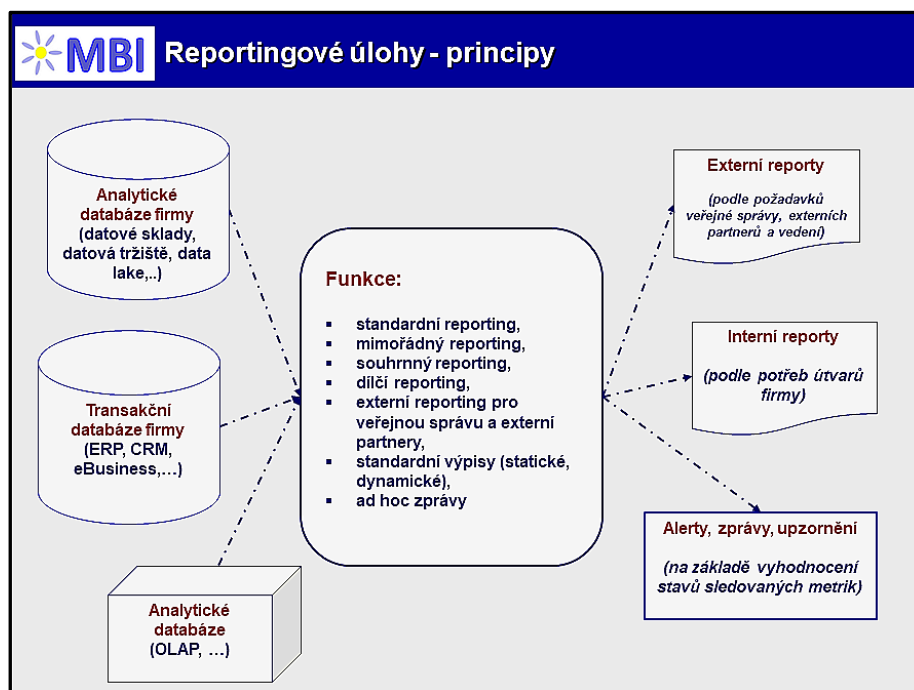 MBI
Reportingové úlohy - principy
Analytické
databáze firmy
(datové sklady,
datová tržiště, data
lake,..)
Transakční
databáze firmy
(ERP, CRM,
eBusiness,...)
Analytické
databáze
(OLAP, ...)
Funkce:
▪ standardní reporting,
▪ mimořádný reporting,
▪ souhrnný reporting,
▪ dílčí reporting,
▪ externí reporting pro
veřejnou správu a externí
partnery,
▪ standardní výpisy (statické,
dynamické),
▪ ad hoc zprávy
Externí reporty
(podle požadavků
veřejné správy, externích
partnerů a vedení)
Interní reporty
(podle potřeb útvarů
firmy)
Alerty, zprávy, upzornění
(na základě vyhodnocení
stavů sledovaných metrik)